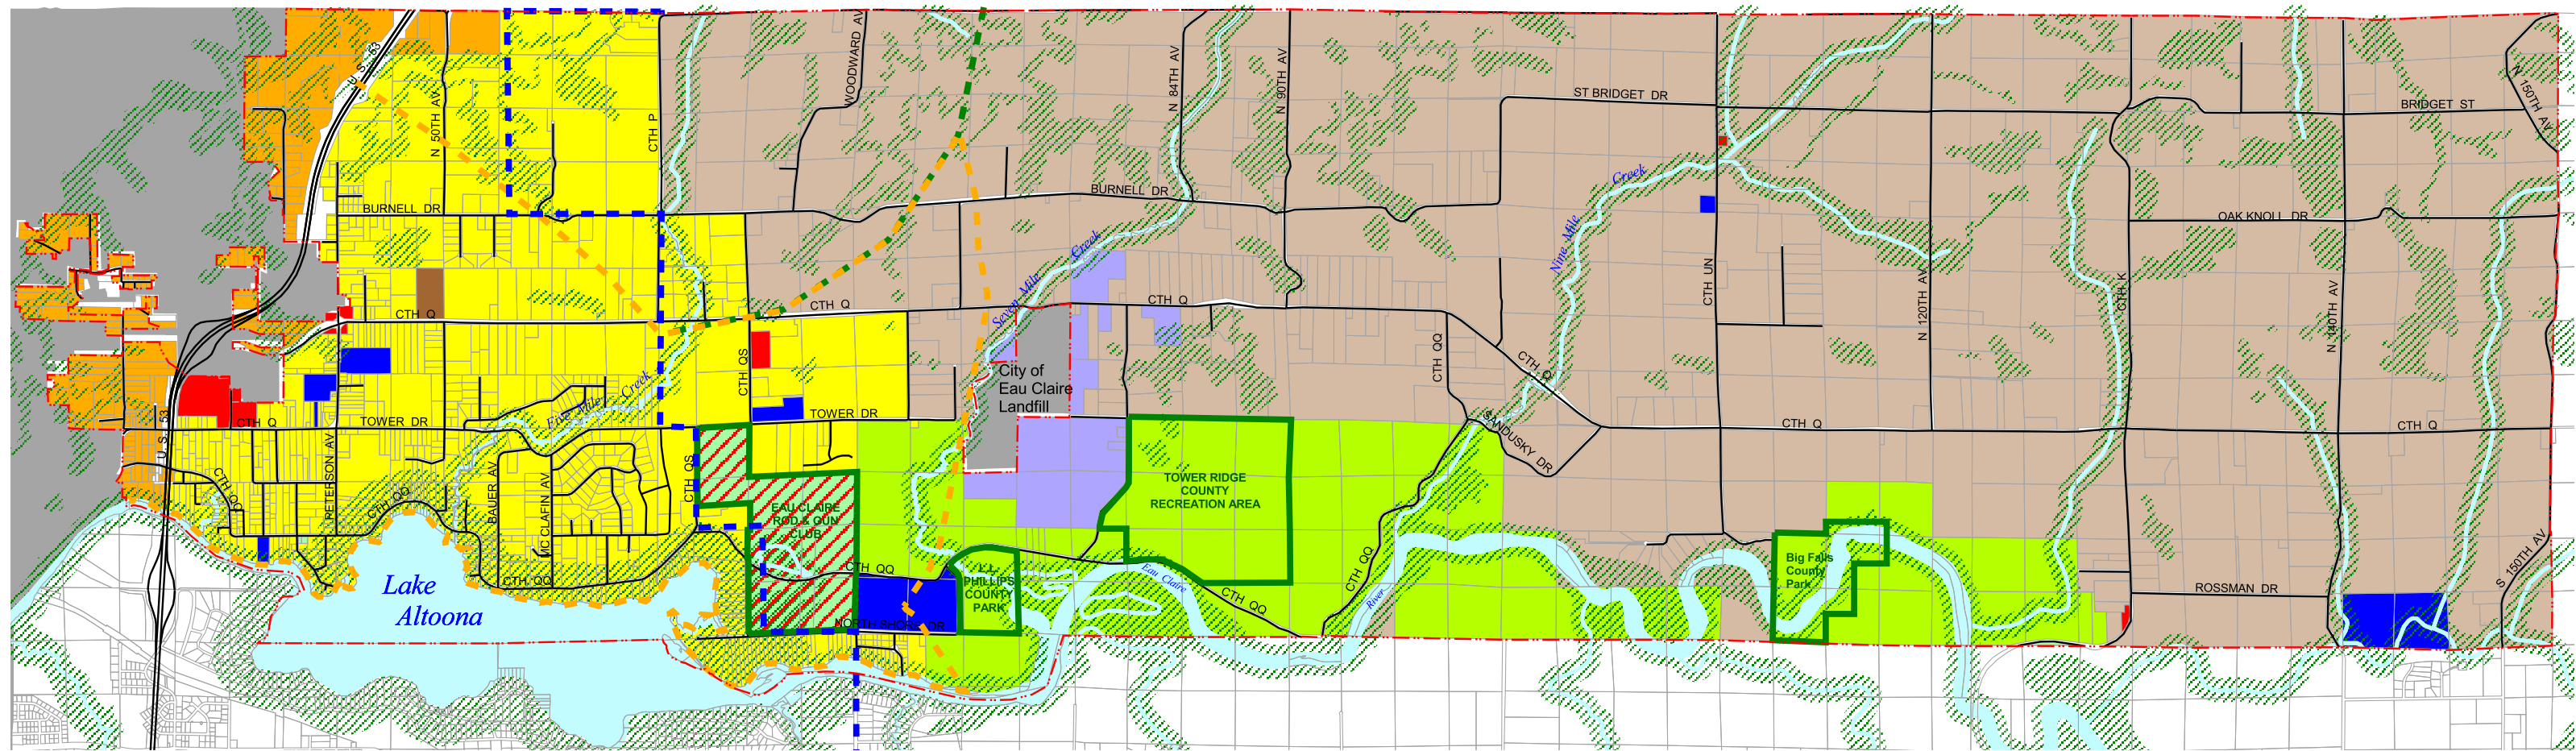 U. S. 53
N 50TH AV
CTH P
WOODWARD AV
N 84TH AV
N 90TH AV
ST BRIDGET DR
BRIDGET ST
N 150TH AV
BURNELL DR
BURNELL DR
Creek
Nine Mile
OAK KNOLL DR
Creek
Seven Mile
CTH UN
N 120TH AV
CTH K
N 140TH AV
CTH Q
CTH Q
CTH Q
CTH QS
City of
Eau Claire
Landfill
CTH QQ
CTH Q
Five Mile Creek
U. S. 53
CTH Q
TOWER DR
TOWER DR
SANDUSKY DR
CTH Q
CTH Q
CTH QQ
PETERSON AV
CTH QQ
BAUER AV
MC CLAFIN AV
CTH QS
EAU CLAIRE
ROD & GUN
CLUB
TOWER RIDGE
COUNTY
RECREATION AREA
CTH QQ
CTH QQ
L.L.
PHILLIPS
COUNTY
PARK
Eau Claire
River
CTH QQ
CTH QQ
Big Falls
County
Park
ROSSMAN DR
S 150TH AV
Lake
Altoona
NORTH SHORE DR